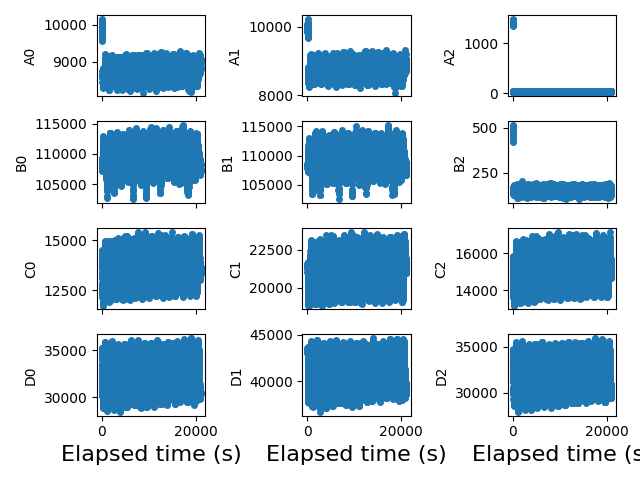 A0
10000
9000
A1
10000
8000
A2
1000
0
B0
115000
110000
105000
B1
115000
110000
105000
B2
500
250
C0
15000
12500
C1
22500
20000
C2
16000
14000
D0
35000
30000
D1
45000
40000
D2
35000
30000
0 20000
0 20000
0 20000
Elapsed time (s)
Elapsed time (s)
Elapsed time (s